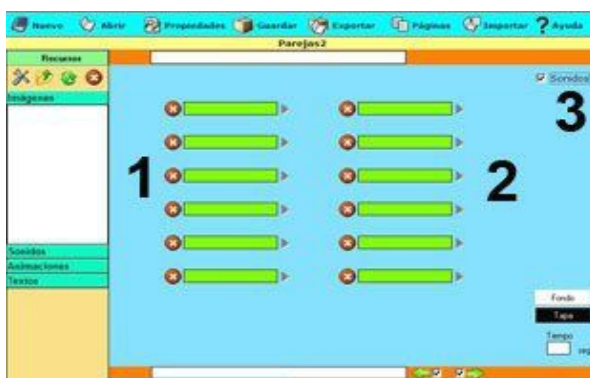 Nuevo Abrir Propiedades Guardar Exportar Páginas Importar ? Ayuda
Parejas2
Recursos
Imágenes
Sonidos
3
1
2
Sonidos
Animaciones
Textos
Fondo
Tapa
Tiempo
seg